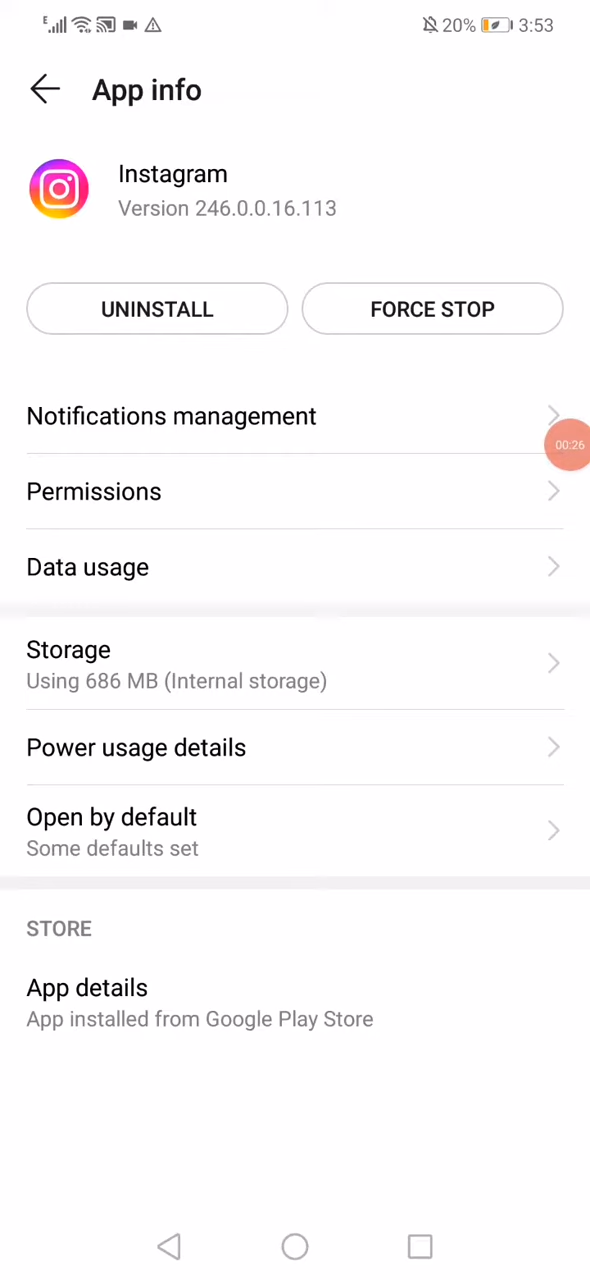 E 20% 3:53
App info
Instagram
Version 246.0.0.16.113
UNINSTALL FORCE STOP
Notifications management
00:26
Permissions
Data usage
Storage
Using 686 MB (Internal storage)
Power usage details
Open by default
Some defaults set
STORE
App details
App installed from Google Play Store